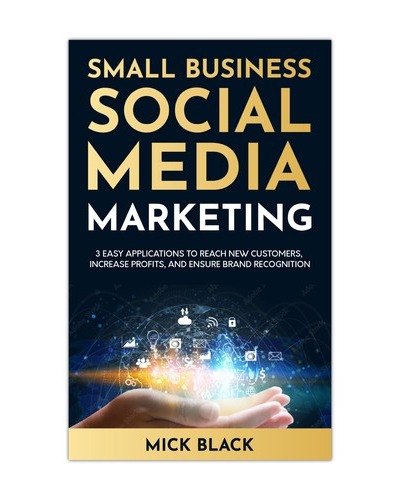 SMALL BUSINESS
SOCIAL
MEDIA
MARKETING
3 EASY APPLICATIONS TO REACH NEW CUSTOMERS,
INCREASE PROFITS, AND ENSURE BRAND RECOGNITION
MICK BLACK